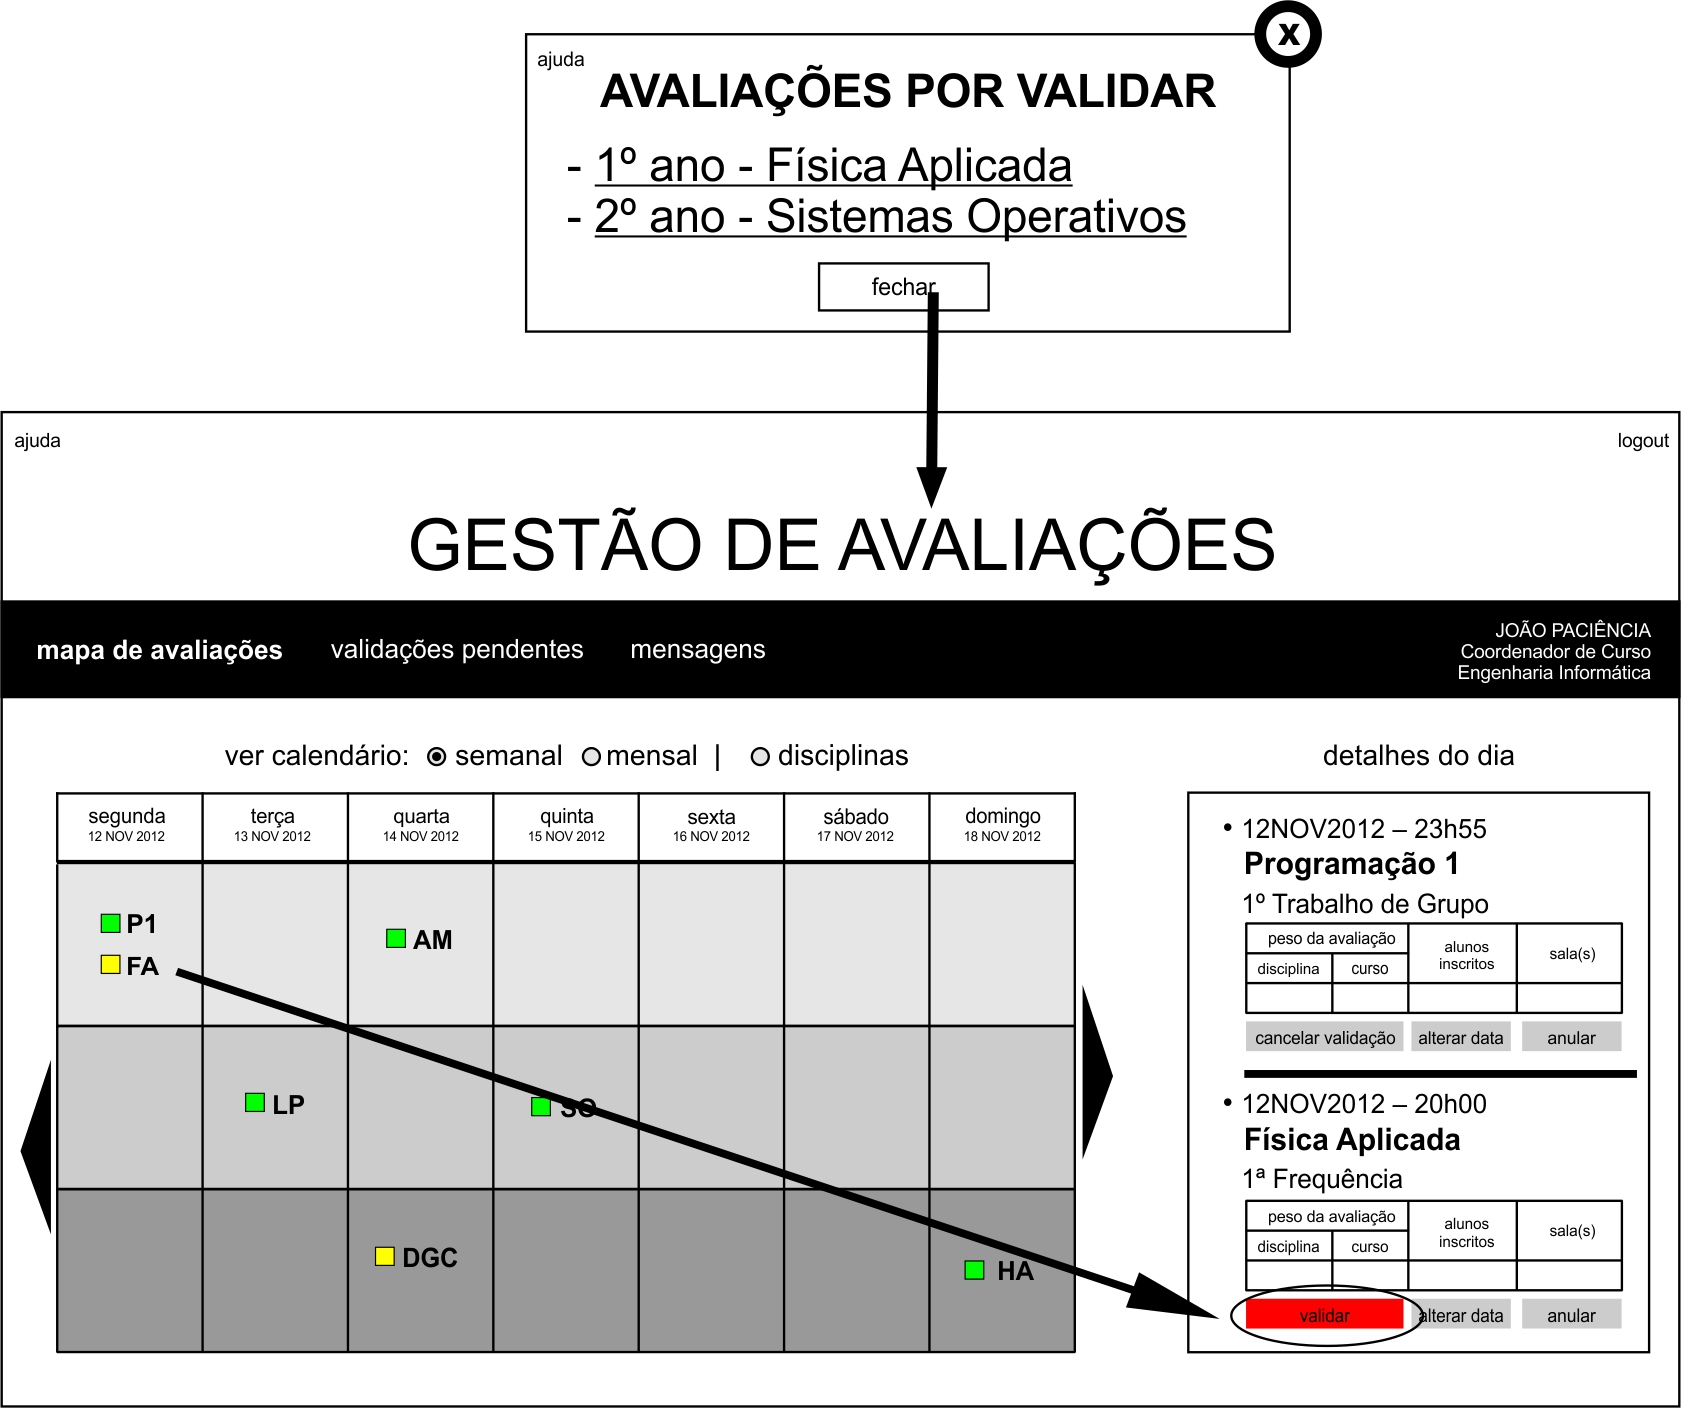 X
ajuda
AVALIAÇÕES POR VALIDAR
- 1º ano - Física Aplicada
- 2º ano - Sistemas Operativos
fechar
ajuda
logout
GESTÃO DE AVALIAÇÕES
mapa de avaliações validações pendentes mensagens
JOÃO PACIÊNCIA
Coordenador de Curso
Engenharia Informática
ver calendário: semanal mensal | disciplinas
segunda terça quarta quinta sexta sábado domingo
12 NOV 2012 13 NOV 2012 14 NOV 2012 15 NOV 2012 16 NOV 2012 17 NOV 2012 18 NOV 2012
P1
FA
AM
LP
SO
DGC
HA
detalhes do dia
• 12NOV2012 – 23h55
Programação 1
1º Trabalho de Grupo
peso da avaliação
disciplina curso
alunos
inscritos
sala(s)
cancelar validação alterar data anular
• 12NOV2012 – 20h00
Física Aplicada
1ª Frequência
peso da avaliação
disciplina curso
alunos
inscritos
sala(s)
validar alterar data anular